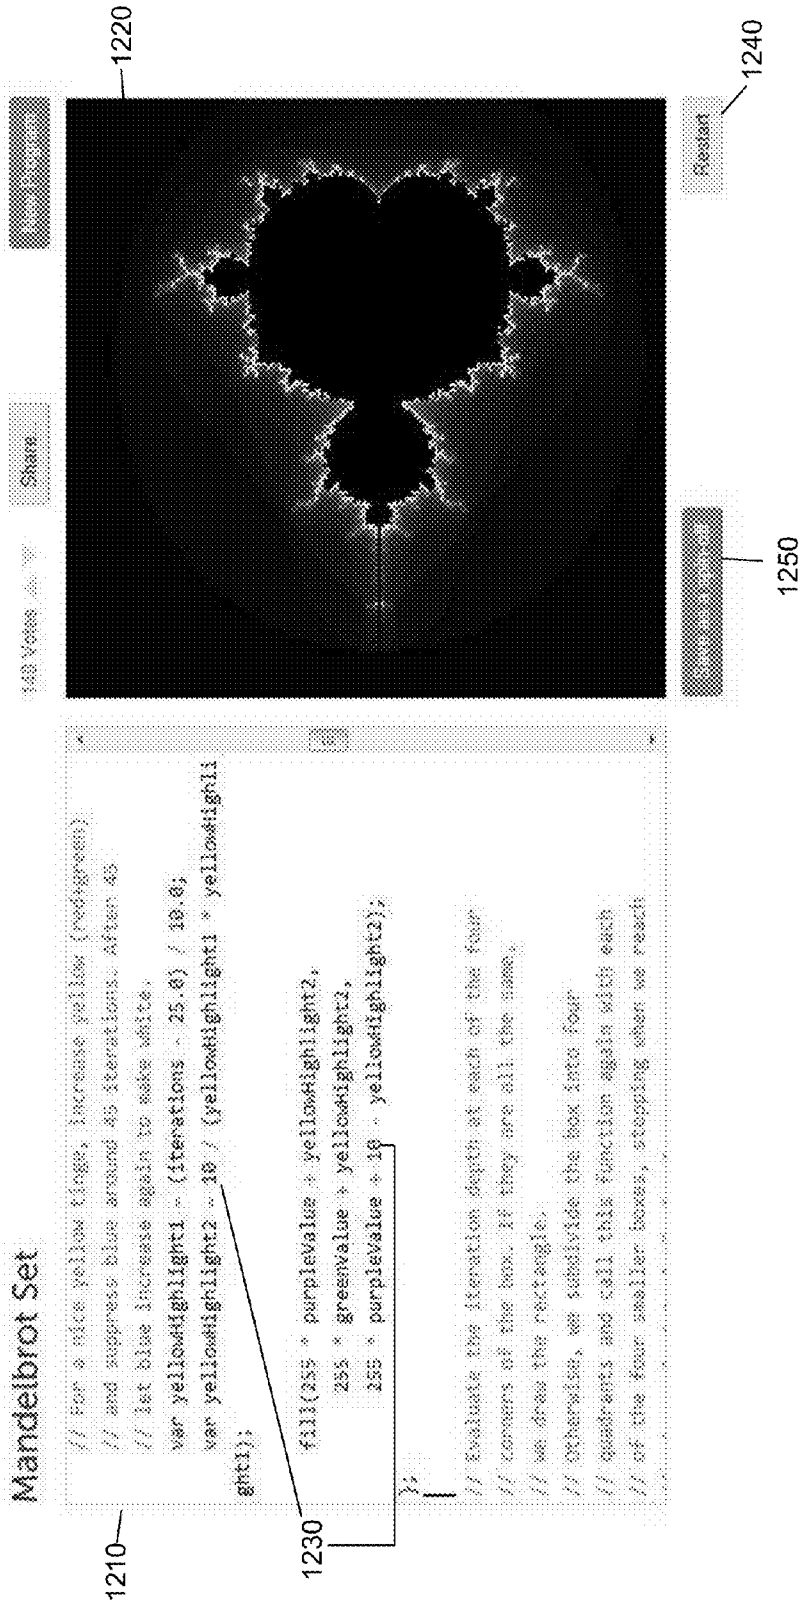 Mandelbrot Set
140 Votes
Share
1210
1220
// For a nice yellow tinge, increase yellow (red+green)
// and suppress blue around 45 iterations. After 45
// let blue increase again to make white.
var yellowHighlight1 = (iterations - 25.0) / 10.0;
var yellowHighlight2 = 10 / (yellowHighlight1 * yellowHighli
ght1);
fill(255 * purpleValue + yellowHighlight2,
255 * greenValue + yellowHighlight2,
255 * purpleValue + 10 - yellowHighlight2);
1230
};
// Evaluate the iteration depth at each of the four
// corners of the box. If they are all the same,
// we draw the rectangle.
// Otherwise, we subdivide the box into four
// quadrants and call this function again with each
// of the four smaller boxes, stopping when we reach
Restart
1240
1250